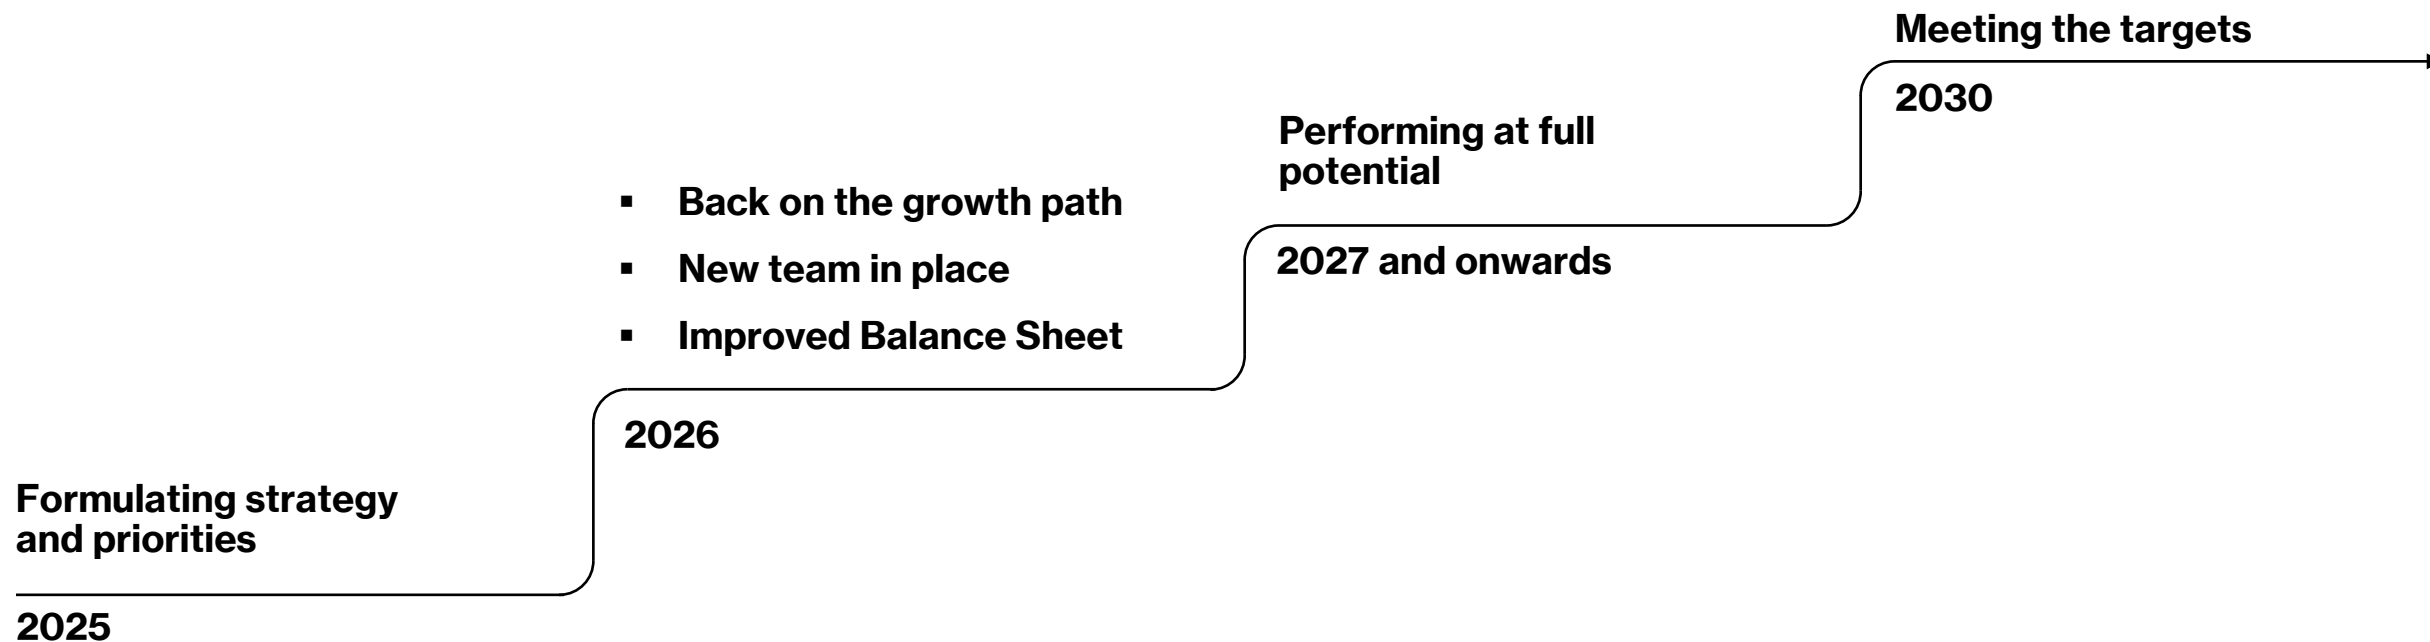 Formulating strategy
and priorities
2025
▪ Back on the growth path
▪ New team in place
▪ Improved Balance Sheet
2026
Performing at full
potential
2027 and onwards
Meeting the targets
2030